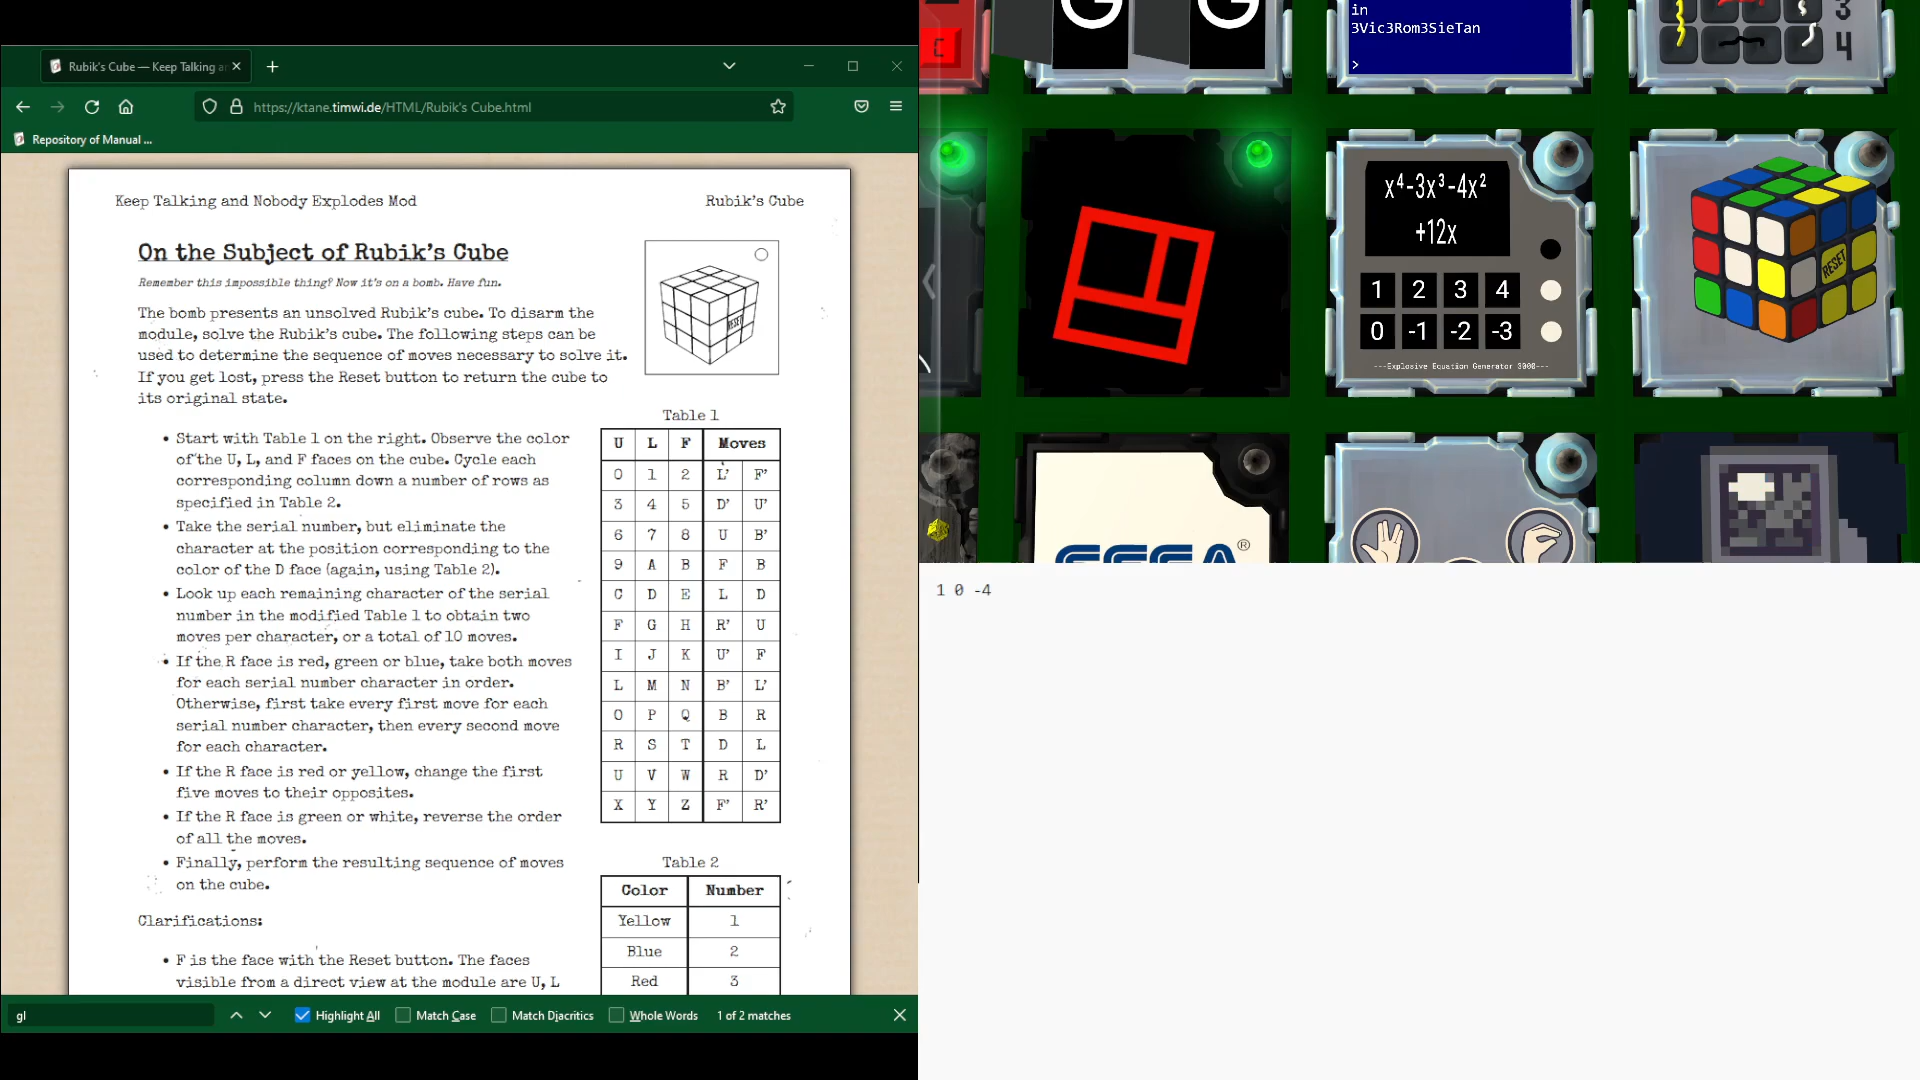 Rubik's Cube — Keep Talking a
https://ktane.timwi.de/HTML/Rubik's Cube.html
Repository of Manual ...
Keep Talking and Nobody Explodes Mod
Rubik's Cube
On the Subject of Rubik's Cube
Remember this impossible thing? Now it's on a bomb. Have fun.
The bomb presents an unsolved Rubik's cube. To disarm the
module, solve the Rubik's cube. The following steps can be
used to determine the sequence of moves necessary to solve it.
If you get lost, press the Reset button to return the cube to
its original state.
RESET
• Start with Table 1 on the right. Observe the color
of the U, L, and F faces on the cube. Cycle each
corresponding column down a number of rows as
specified in Table 2.
• Take the serial number, but eliminate the
character at the position corresponding to the
color of the D face (again, using Table 2).
• Look up each remaining character of the serial
number in the modified Table 1 to obtain two
moves per character, or a total of 10 moves.
• If the R face is red, green or blue, take both moves
for each serial number character in order.
Otherwise, first take every first move for each
serial number character, then every second move
for each character.
• If the R face is red or yellow, change the first
five moves to their opposites.
• If the R face is green or white, reverse the order
of all the moves.
• Finally, perform the resulting sequence of moves
on the cube.
Clarifications:
• F is the face with the Reset button. The faces
visible from a direct view at the module are U, L
Table 1
U L F Moves
0 1 2 L' F'
3 4 5 D' U'
6 7 8 U B'
9 A B F B
C D E L D
F G H R' U
I J K U' F
L M N B' L'
O P Q B R
R S T D L
U V W R D'
X Y Z F' R'
Table 2
Color Number
Yellow 1
Blue 2
Red 3
gl
Highlight All
Match Case
Match Diacritics
Whole Words
1 of 2 matches
in
3Vic3Rom3SieTan
>
3
4
x⁴-3x³-4x²
+12x
1 2 3 4
0 -1 -2 -3
---Explosive Equation Generator 3000---
RESET
®
1 0 -4